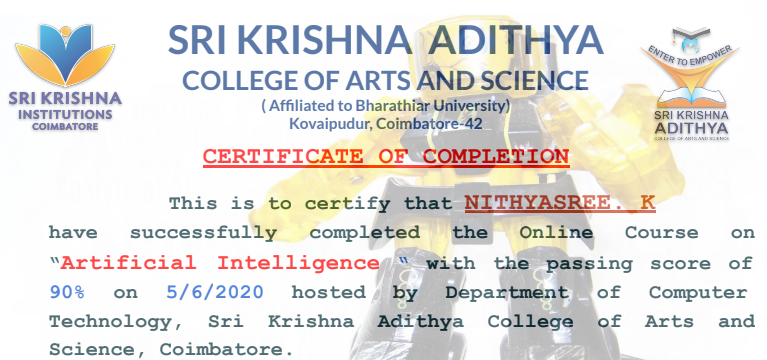 SRI KRISHNA ADITHYA
COLLEGE OF ARTS AND SCIENCE
( Affiliated to Bharathiar University)
Kovaipudur, Coimbatore-42
SRI KRISHNA
INSTITUTIONS
COIMBATORE
ENTER TO EMPOWER
SRI KRISHNA
ADITHYA
COLLEGE OF ARTS AND SCIENCE
CERTIFICATE OF COMPLETION
This is to certify that NITHYASREE. K
have successfully completed the Online Course on
“Artificial Intelligence “ with the passing score of
90% on 5/6/2020 hosted by Department of Computer
Technology, Sri Krishna Adithya College of Arts and
Science, Coimbatore.